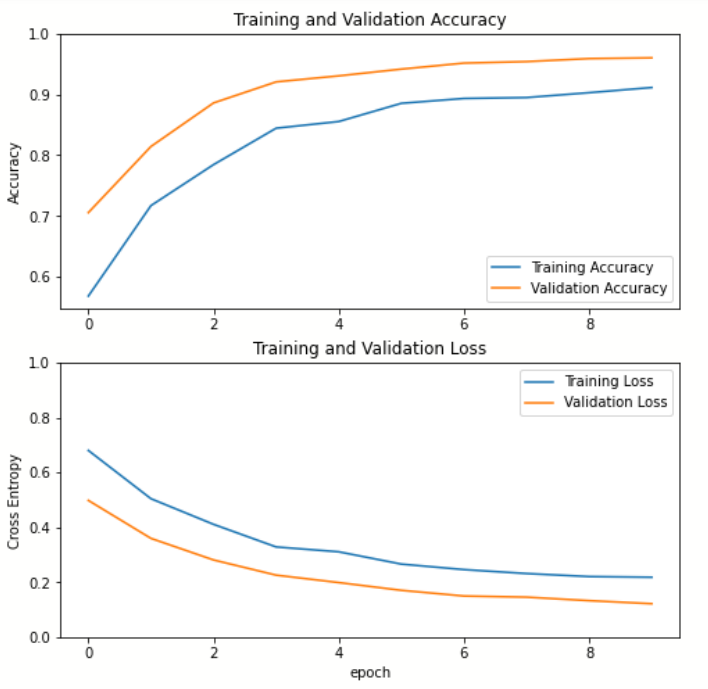 Training and Validation Accuracy
1.0
0.9
0.8
0.7
0.6
Accuracy
Training Accuracy
Validation Accuracy
0 2 4 6 8
Training and Validation Loss
1.0
0.8
0.6
0.4
0.2
0.0
Cross Entropy
Training Loss
Validation Loss
0 2 4 6 8
epoch